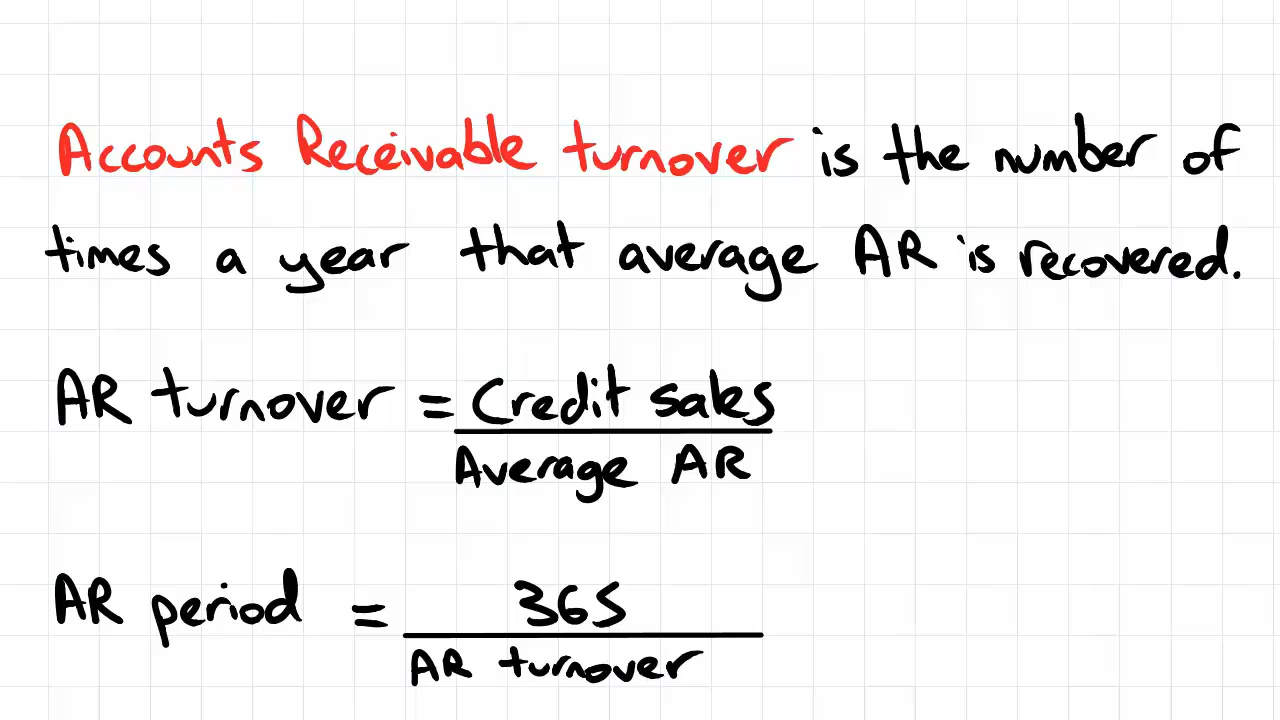 Accounts Receivable turnover is the number of
times a year that average AR is recovered.
AR turnover = Credit sales
Average AR
AR period = 365
AR turnover